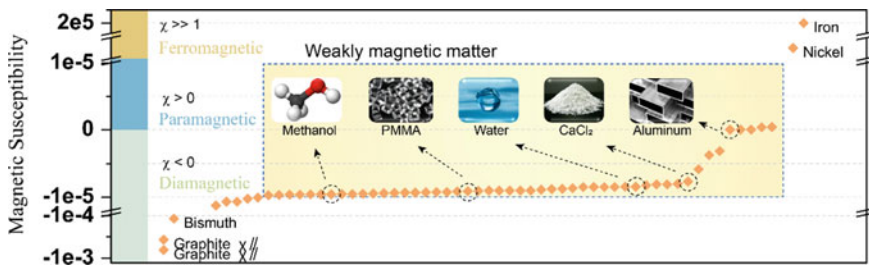 Magnetic Susceptibility
2e5
1e-5
0
-1e-5
-1e-4
-1e-3
χ >> 1
Ferromagnetic
χ > 0
Paramagnetic
χ < 0
Diamagnetic
Weakly magnetic matter
Methanol
PMMA
Water
CaCl₂
Aluminum
Iron
Nickel
Bismuth
Graphite χ //
Graphite χ //